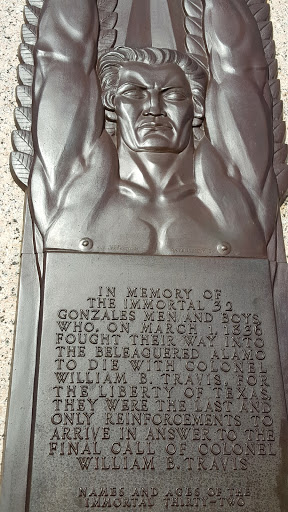 IN MEMORY OF
THE IMMORTAL 32
GONZALES MEN AND BOYS
WHO, ON MARCH 1, 1836
FOUGHT THEIR WAY INTO
THE BELEAGUERED ALAMO
TO DIE WITH COLONEL
WILLIAM B. TRAVIS, FOR
THE LIBERTY OF TEXAS,
THEY WERE THE LAST AND
ONLY REINFORCEMENTS TO
ARRIVE IN ANSWER TO THE
FINAL CALL OF COLONEL
WILLIAM B. TRAVIS
NAMES AND AGES OF THE
IMMORTAL THIRTY-TWO